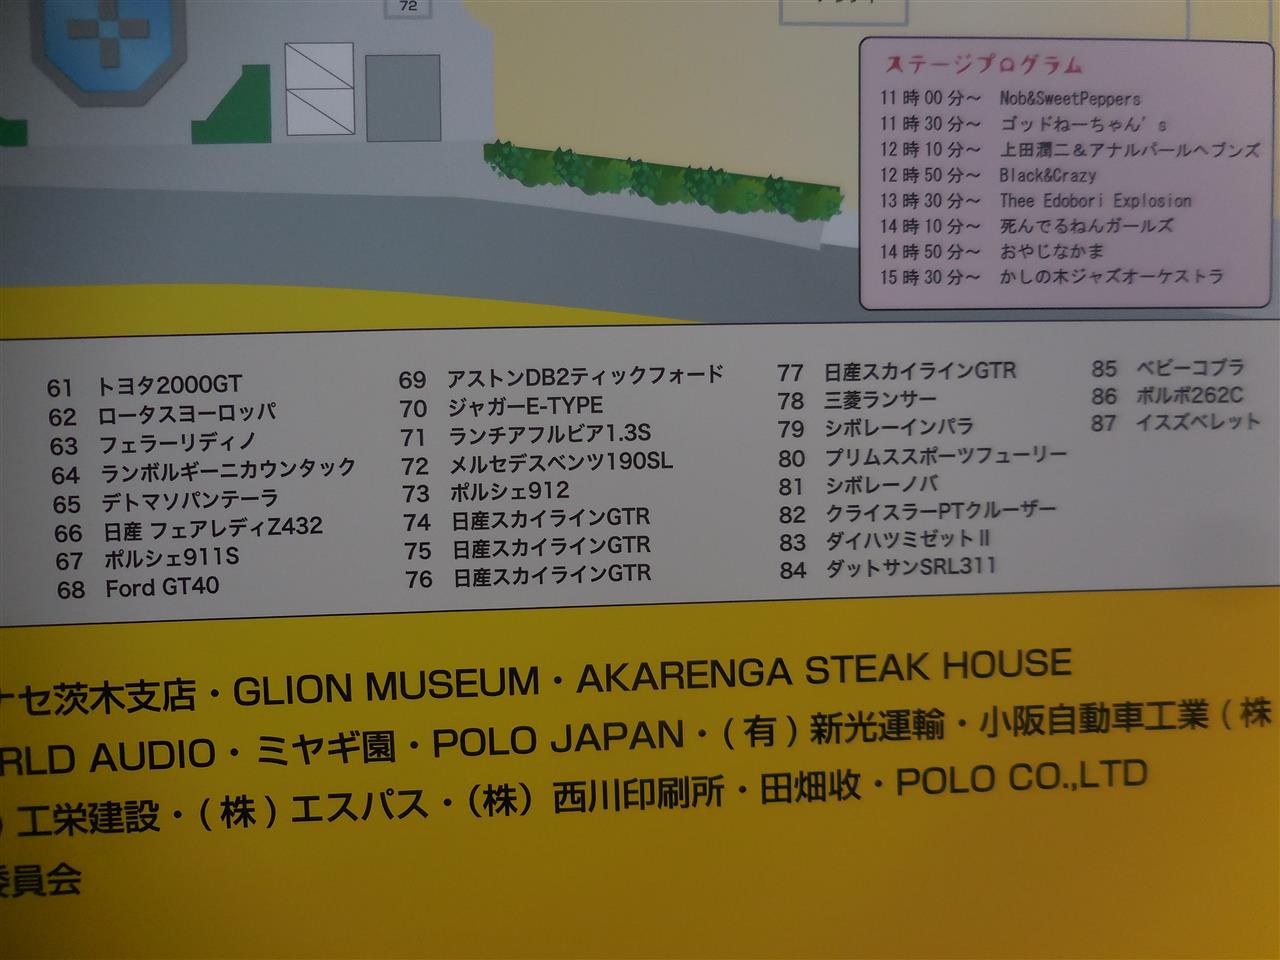 72
ステージプログラム
11時00分～ Nob&SweetPeppers
11時30分～ ゴッドねーちゃん's
12時10分～ 上田潤二＆アナルパールヘブンズ
12時50分～ Black&Crazy
13時30分～ Thee Edobori Explosion
14時10分～ 死んでるねんガールズ
14時50分～ おやじなかま
15時30分～ かしの木ジャズオーケストラ
61 トヨタ2000GT
62 ロータスヨーロッパ
63 フェラーリディノ
64 ランボルギーニカウンタック
65 デトマソパンテーラ
66 日産 フェアレディZ432
67 ポルシェ911S
68 Ford GT40
69 アストンDB2ティックフォード
70 ジャガーE-TYPE
71 ランチアフルビア1.3S
72 メルセデスベンツ190SL
73 ポルシェ912
74 日産スカイラインGTR
75 日産スカイラインGTR
76 日産スカイラインGTR
77 日産スカイラインGTR
78 三菱ランサー
79 シボレーインパラ
80 プリムススポーツフューリー
81 シボレーノバ
82 クライスラーPTクルーザー
83 ダイハツミゼットⅡ
84 ダットサンSRL311
85 ベビーコブラ
86 ボルボ262C
87 イスズベレット
ナセ茨木支店・GLION MUSEUM・AKARENGA STEAK HOUSE
RLD AUDIO・ミヤギ園・POLO JAPAN・(有)新光運輸・小阪自動車工業(株
)工栄建設・(株)エスパス・(株)西川印刷所・田畑収・POLO CO.,LTD
委員会